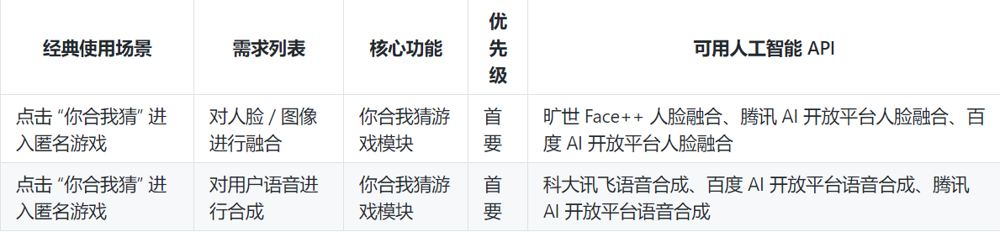 经典使用场景
需求列表
核心功能
优
先
级
可用人工智能 API
点击 “你合我猜” 进
入匿名游戏
对人脸 / 图像
进行融合
你合我猜游
戏模块
首
要
旷世 Face++ 人脸融合、腾讯 AI 开放平台人脸融合、百
度 AI 开放平台人脸融合
点击 “你合我猜” 进
入匿名游戏
对用户语音进
行合成
你合我猜游
戏模块
首
要
科大讯飞语音合成、百度 AI 开放平台语音合成、腾讯
AI 开放平台语音合成